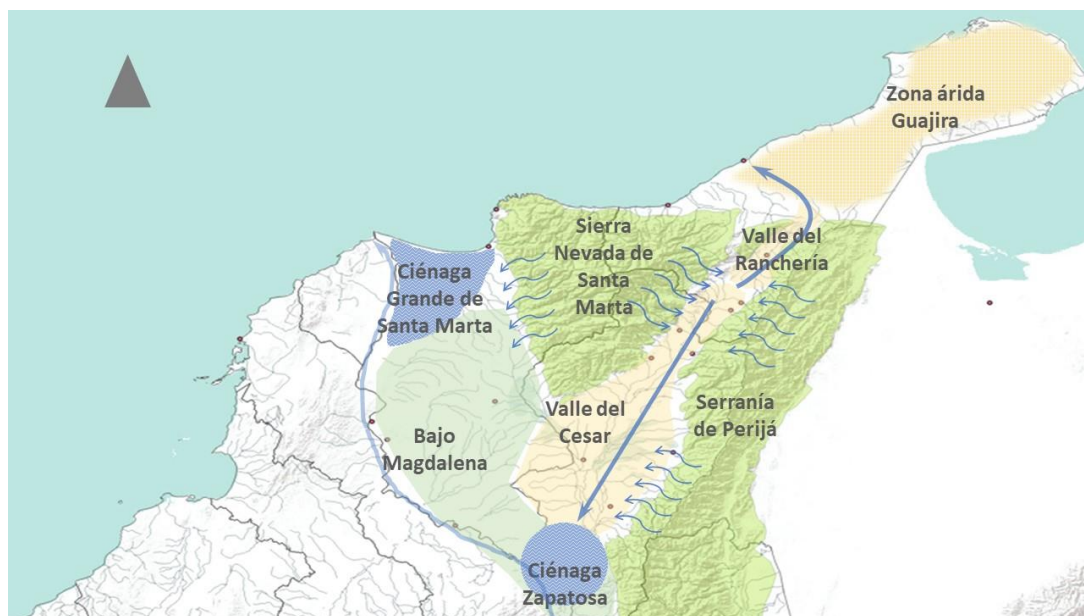 Zona árida
Guajira
Sierra
Nevada de
Santa
Marta
Valle del
Ranchería
Ciénaga
Grande de
Santa Marta
Valle del
Cesar
Serranía
de Perijá
Bajo
Magdalena
Ciénaga
Zapatosa